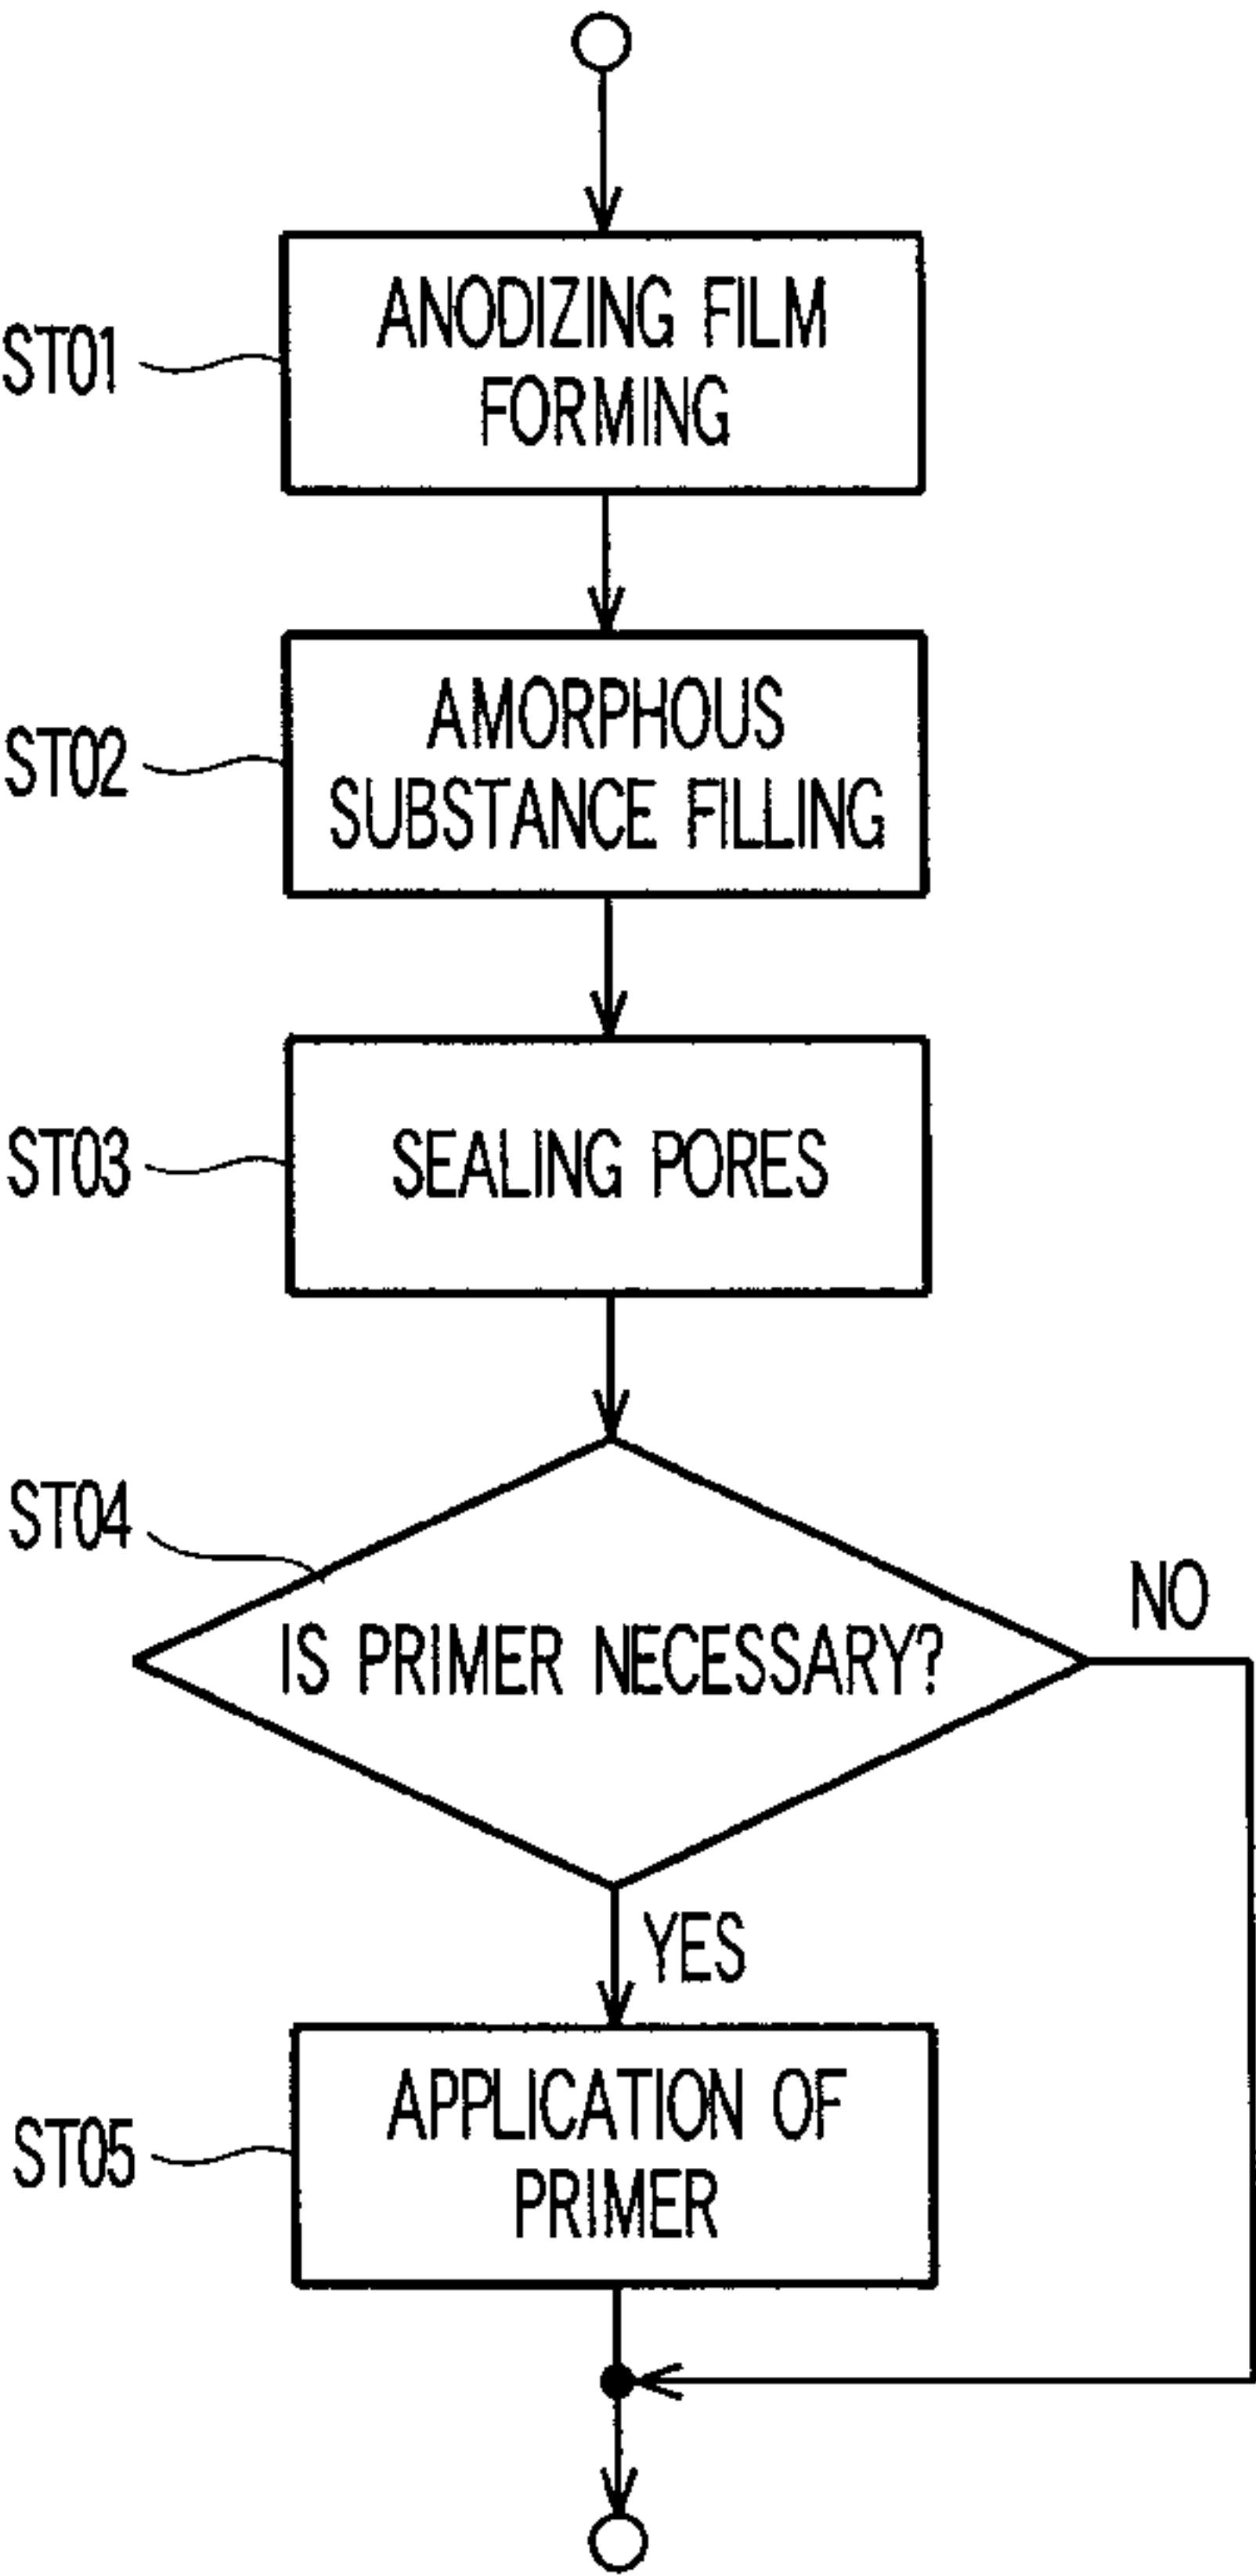 ST01
ANODIZING FILM
FORMING
ST02
AMORPHOUS
SUBSTANCE FILLING
ST03
SEALING PORES
ST04
IS PRIMER NECESSARY?
NO
YES
ST05
APPLICATION OF
PRIMER